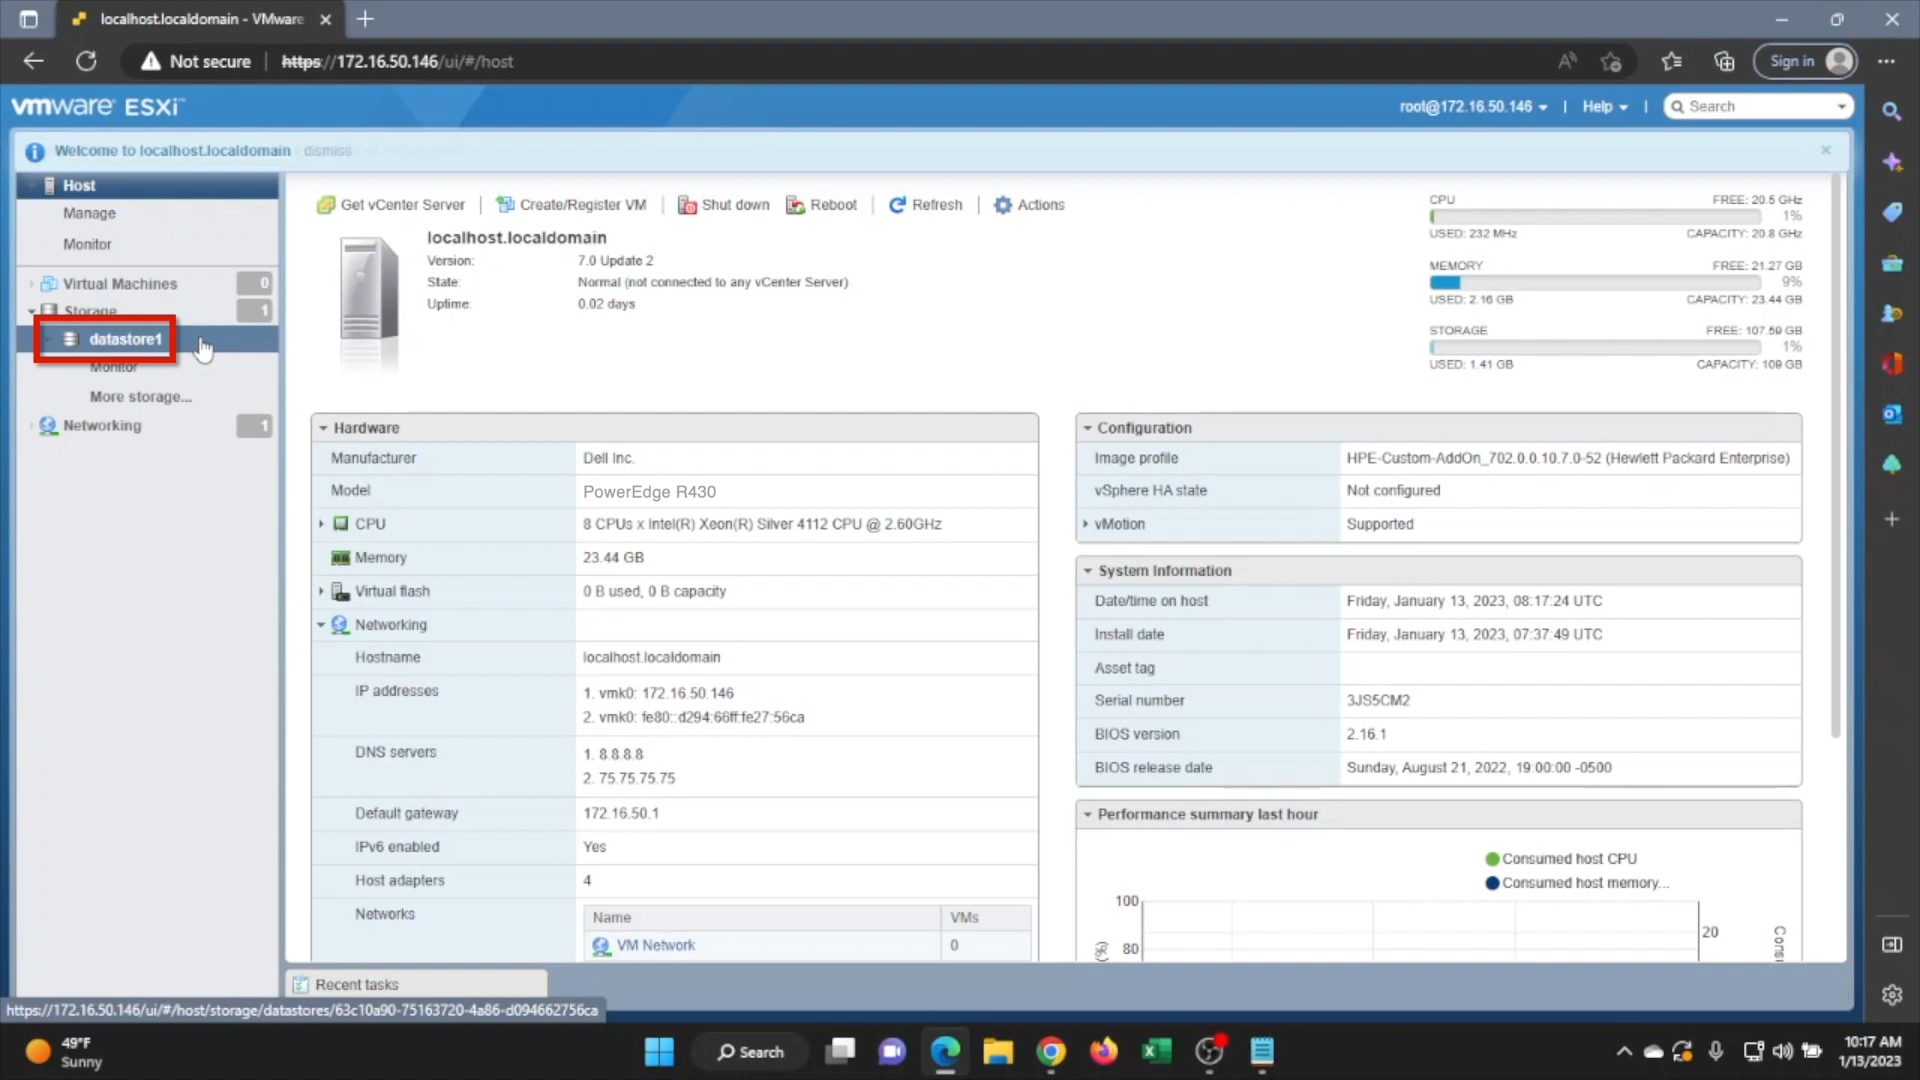 localhost.localdomain - VMware
Not secure
https://172.16.50.146/ui/#/host
Sign in
vmware ESXi™
root@172.16.50.146
Help
Search
Welcome to localhost.localdomain - dismiss
Host
Manage
Monitor
Virtual Machines 0
Storage 1
datastore1
Monitor
More storage...
Networking 1
Get vCenter Server
Create/Register VM
Shut down
Reboot
Refresh
Actions
localhost.localdomain
Version: 7.0 Update 2
State: Normal (not connected to any vCenter Server)
Uptime: 0.02 days
CPU FREE: 20.5 GHz
1%
USED: 232 MHz CAPACITY: 20.8 GHz
MEMORY FREE: 21.27 GB
9%
USED: 2.16 GB CAPACITY: 23.44 GB
STORAGE FREE: 107.59 GB
1%
USED: 1.41 GB CAPACITY: 109 GB
Hardware
Manufacturer Dell Inc.
Model PowerEdge R430
CPU 8 CPUs x Intel(R) Xeon(R) Silver 4112 CPU @ 2.60GHz
Memory 23.44 GB
Virtual flash 0 B used, 0 B capacity
Networking
Hostname localhost.localdomain
IP addresses 1. vmk0: 172.16.50.146
2. vmk0: fe80::d294:66ff:fe27:56ca
DNS servers 1. 8.8.8.8
2. 75.75.75.75
Default gateway 172.16.50.1
IPv6 enabled Yes
Host adapters 4
Networks Name VMs
VM Network 0
Configuration
Image profile HPE-Custom-AddOn_702.0.0.10.7.0-52 (Hewlett Packard Enterprise)
vSphere HA state Not configured
vMotion Supported
System Information
Date/time on host Friday, January 13, 2023, 08:17:24 UTC
Install date Friday, January 13, 2023, 07:37:49 UTC
Asset tag
Serial number 3JS5CM2
BIOS version 2.16.1
BIOS release date Sunday, August 21, 2022, 19:00:00 -0500
Performance summary last hour
Consumed host CPU
Consumed host memory...
100
20
80
(%)
Recent tasks
https://172.16.50.146/ui/#/host/storage/datastores/63c10a90-75163720-4a86-d094662756ca
49°F
Sunny
Search
10:17 AM
1/13/2023